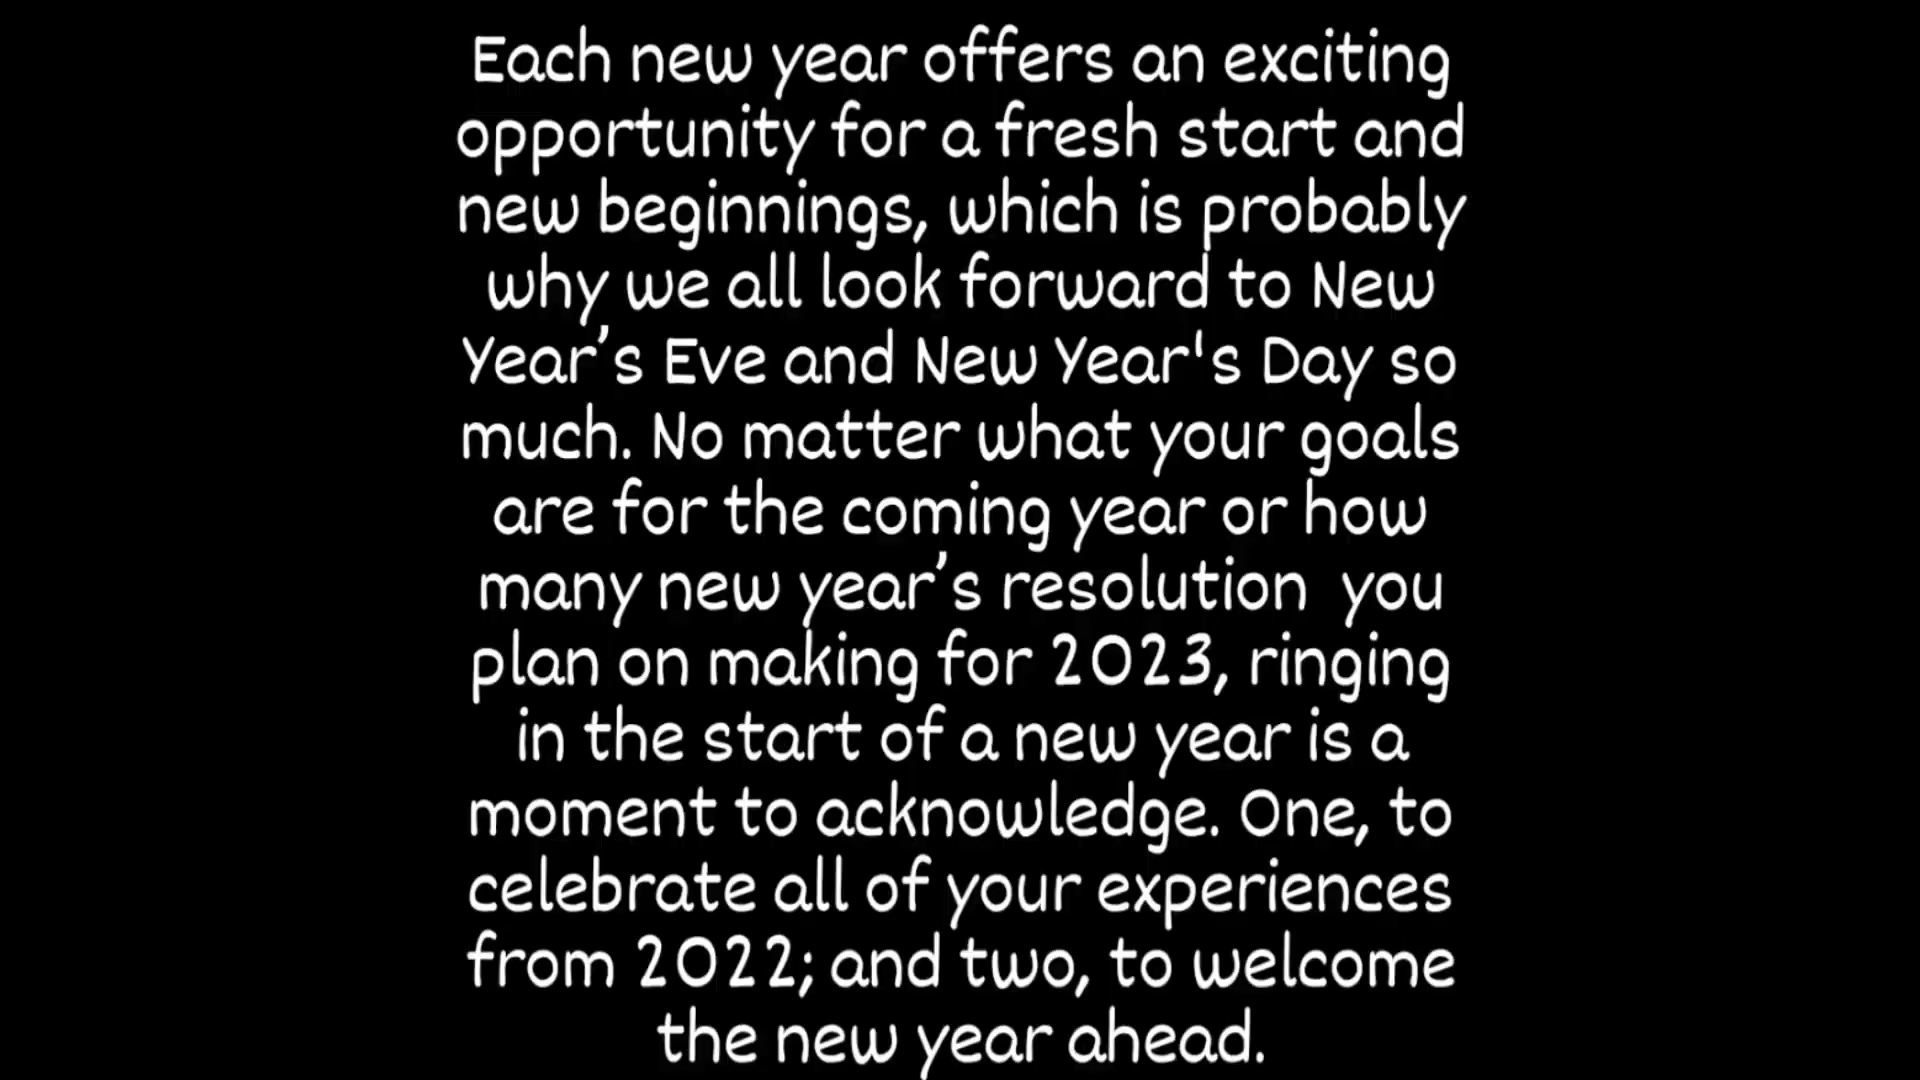 Each new year offers an exciting
opportunity for a fresh start and
new beginnings, which is probably
why we all look forward to New
Year’s Eve and New Year's Day so
much. No matter what your goals
are for the coming year or how
many new year’s resolution  you
plan on making for 2023, ringing
in the start of a new year is a
moment to acknowledge. One, to
celebrate all of your experiences
from 2022; and two, to welcome
the new year ahead.